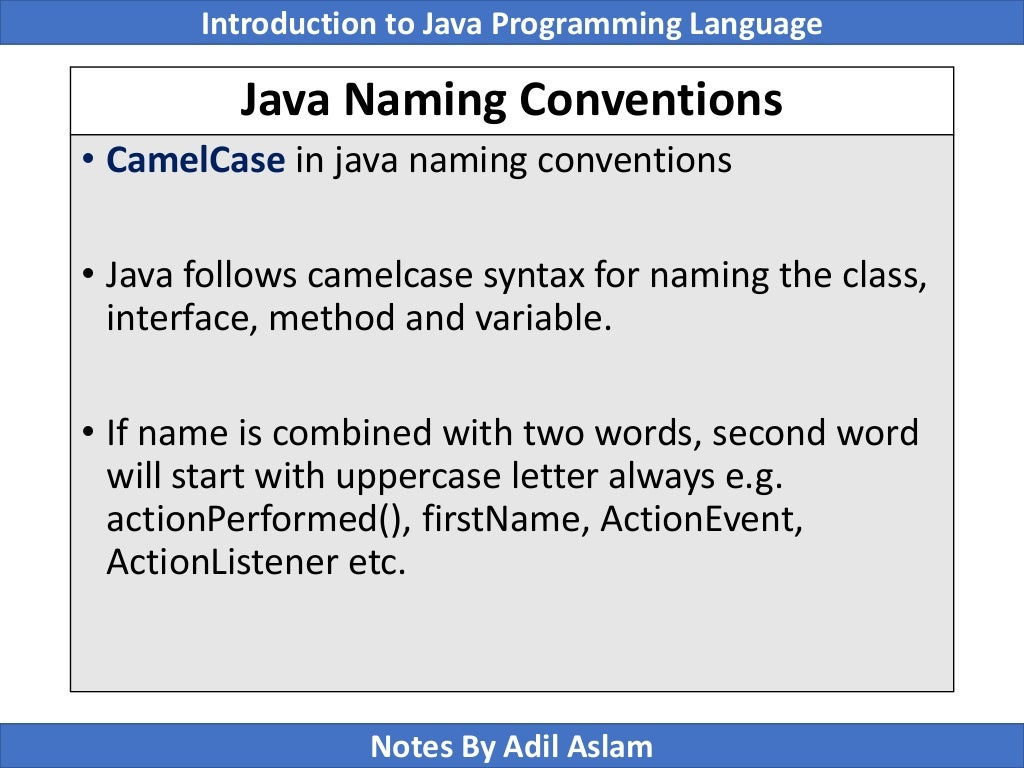 Introduction to Java Programming Language
Java Naming Conventions
• CamelCase in java naming conventions
• Java follows camelcase syntax for naming the class,
interface, method and variable.
• If name is combined with two words, second word
will start with uppercase letter always e.g.
actionPerformed(), firstName, ActionEvent,
ActionListener etc.
Notes By Adil Aslam